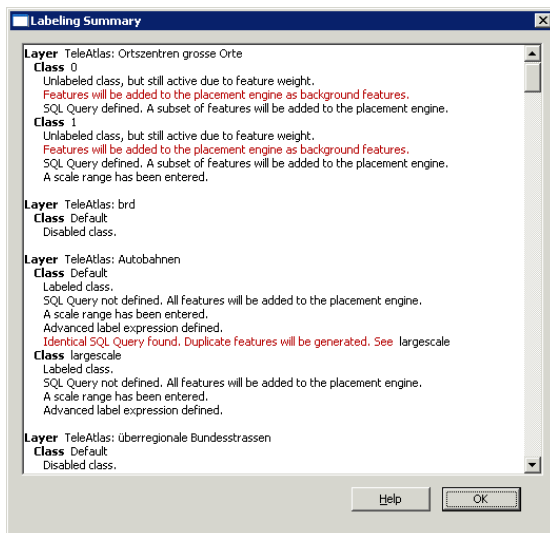 Labeling Summary
Layer TeleAtlas: Ortszentren grosse Orte
Class 0
Unlabeled class, but still active due to feature weight.
Features will be added to the placement engine as background features.
SQL Query defined. A subset of features will be added to the placement engine.
Class 1
Unlabeled class, but still active due to feature weight.
Features will be added to the placement engine as background features.
SQL Query defined. A subset of features will be added to the placement engine.
A scale range has been entered.
Layer TeleAtlas: brd
Class Default
Disabled class.
Layer TeleAtlas: Autobahnen
Class Default
Labeled class.
SQL Query not defined. All features will be added to the placement engine.
A scale range has been entered.
Advanced label expression defined.
Identical SQL Query found. Duplicate features will be generated. See largescale
Class largescale
Labeled class.
SQL Query not defined. All features will be added to the placement engine.
A scale range has been entered.
Advanced label expression defined.
Layer TeleAtlas: überregionale Bundesstrassen
Class Default
Disabled class.
Help OK